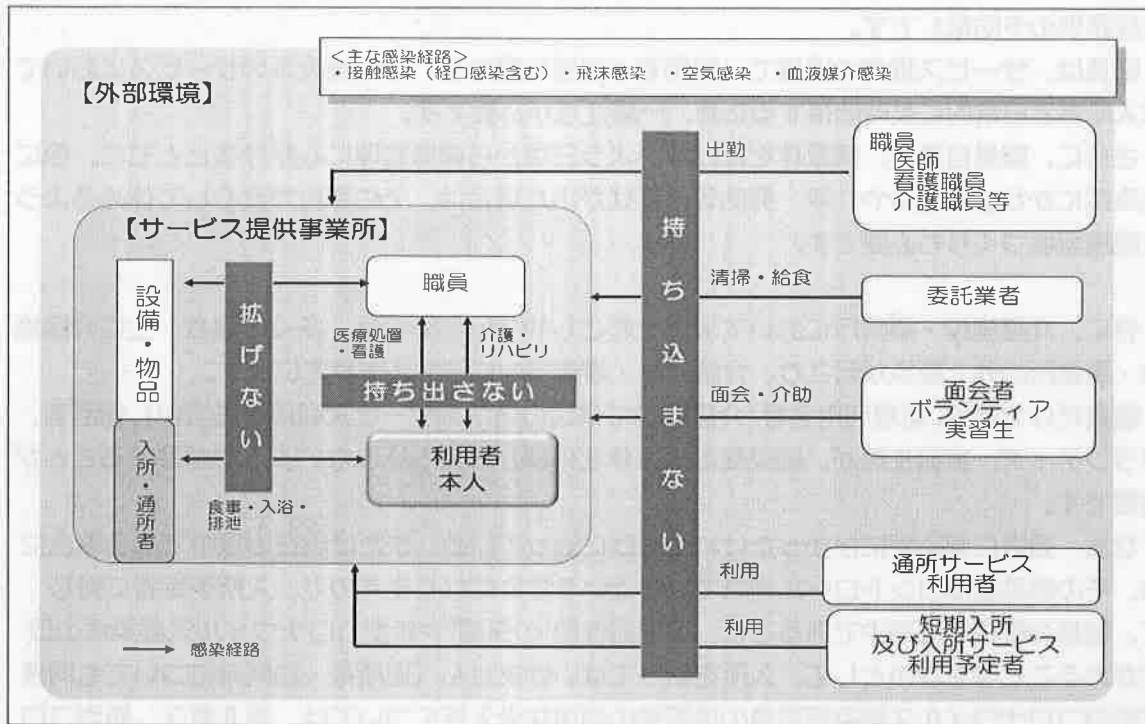 <主な感染経路>
・接触感染（経口感染含む）・飛沫感染 ・空気感染 ・血液媒介感染
【外部環境】
出勤
職員
医師
看護職員
介護職員等
【サービス提供事業所】
持ち込まない
設備・物品
拡げない
職員
清掃・給食
委託業者
医療処置
・看護
介護・
リハビリ
持ち出さない
面会・介助
面会者
ボランティア
実習生
入所・通所者
利用者
本人
食事・入浴・
排泄
利用
通所サービス
利用者
利用
短期入所
及び入所サービス
利用予定者
感染経路